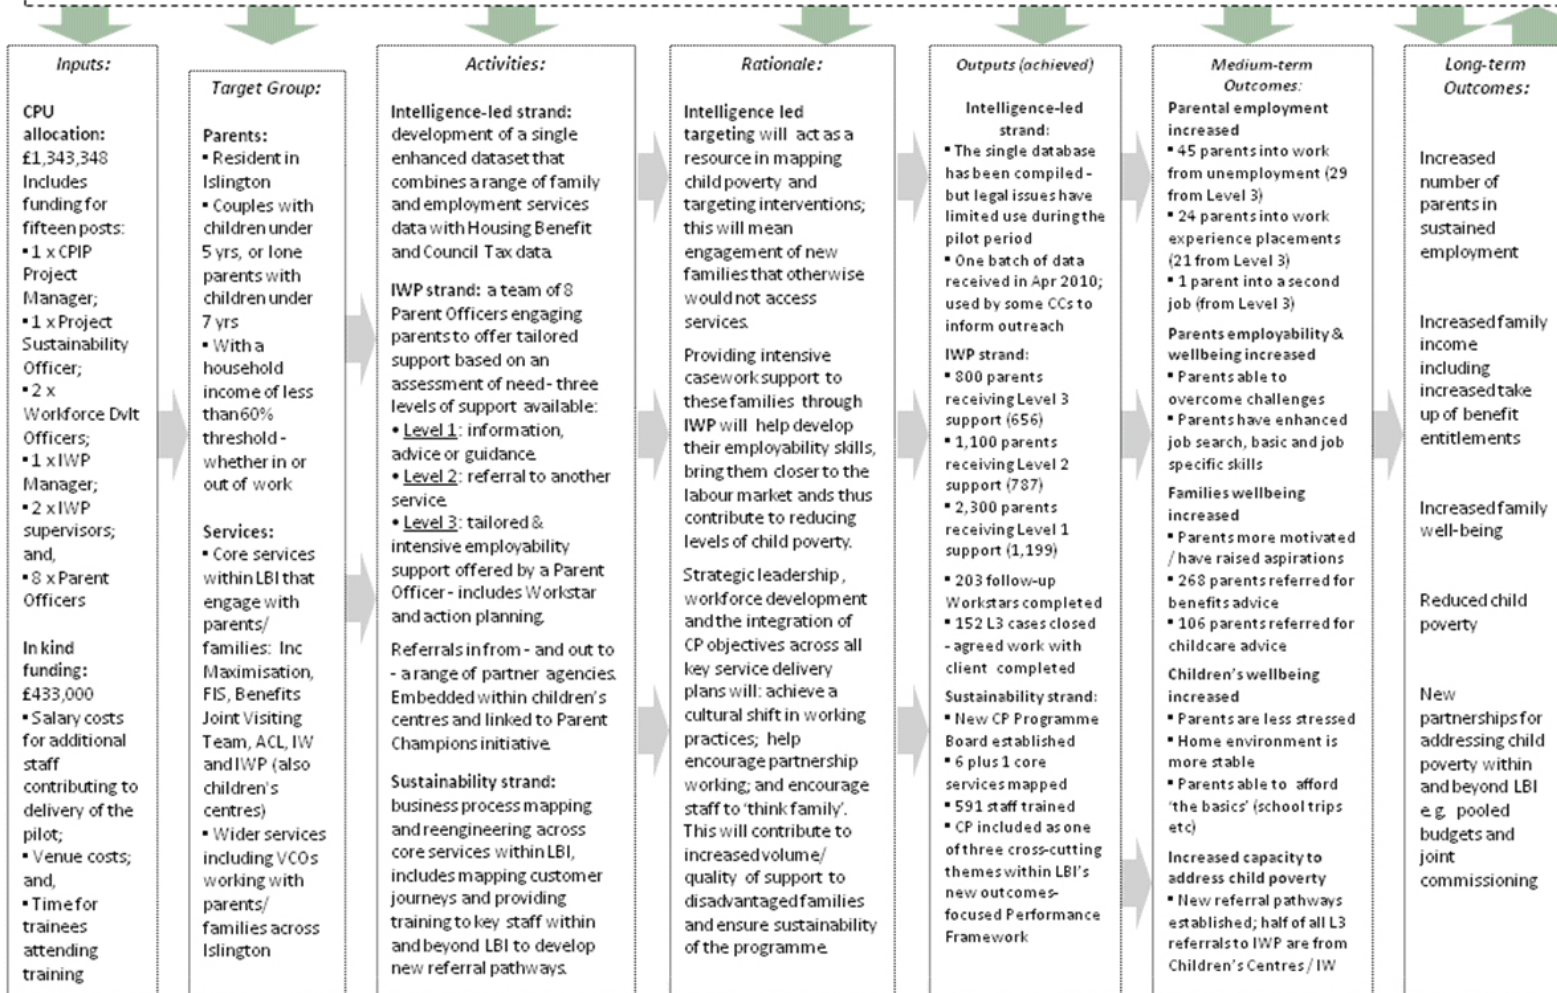 Inputs:
CPU
allocation:
£1,343,348
Includes
funding for
fifteen posts:
▪ 1 x CPIP
Project
Manager;
▪ 1 x Project
Sustainability
Officer;
▪ 2 x
Workforce Dvlt
Officers;
▪ 1 x IWP
Manager;
▪ 2 x IWP
supervisors;
and,
▪ 8 x Parent
Officers
In kind
funding:
£433,000
▪ Salary costs
for additional
staff
contributing to
delivery of the
pilot;
▪ Venue costs;
and,
▪ Time for
trainees
attending
training
Target Group:
Parents:
▪ Resident in
Islington
▪ Couples with
children under
5 yrs, or lone
parents with
children under
7 yrs
▪ With a
household
income of less
than 60%
threshold -
whether in or
out of work
Services:
▪ Core services
within LBI that
engage with
parents/
families: Inc
Maximisation,
FIS, Benefits
Joint Visiting
Team, ACL, IW
and IWP (also
children's
centres)
▪ Wider services
including VCOs
working with
parents/
families across
Islington
Activities:
Intelligence-led strand:
development of a single
enhanced dataset that
combines a range of family
and employment services
data with Housing Benefit
and Council Tax data.
IWP strand: a team of 8
Parent Officers engaging
parents to offer tailored
support based on an
assessment of need - three
levels of support available:
• Level 1: information,
advice or guidance.
• Level 2: referral to another
service.
• Level 3: tailored &
intensive employability
support offered by a Parent
Officer - includes Workstar
and action planning.
Referrals in from - and out to
- a range of partner agencies.
Embedded within children's
centres and linked to Parent
Champions initiative.
Sustainability strand:
business process mapping
and reengineering across
core services within LBI,
includes mapping customer
journeys and providing
training to key staff within
and beyond LBI to develop
new referral pathways.
Rationale:
Intelligence led
targeting will act as a
resource in mapping
child poverty and
targeting interventions;
this will mean
engagement of new
families that otherwise
would not access
services.
Providing intensive
casework support to
these families through
IWP will help develop
their employability skills,
bring them closer to the
labour market ands thus
contribute to reducing
levels of child poverty.
Strategic leadership,
workforce development
and the integration of
CP objectives across all
key service delivery
plans will: achieve a
cultural shift in working
practices; help
encourage partnership
working; and encourage
staff to 'think family'.
This will contribute to
increased volume/
quality of support to
disadvantaged families
and ensure sustainability
of the programme.
Outputs (achieved)
Intelligence-led
strand:
▪ The single database
has been compiled -
but legal issues have
limited use during the
pilot period
▪ One batch of data
received in Apr 2010;
used by some CCs to
inform outreach
IWP strand:
▪ 800 parents
receiving Level 3
support (656)
▪ 1,100 parents
receiving Level 2
support (787)
▪ 2,300 parents
receiving Level 1
support (1,199)
▪ 203 follow-up
Workstars completed
▪ 152 L3 cases closed
- agreed work with
client completed
Sustainability strand:
▪ New CP Programme
Board established
▪ 6 plus 1 core
services mapped
▪ 591 staff trained
▪ CP included as one
of three cross-cutting
themes within LBI's
new outcomes-
focused Performance
Framework
Medium-term
Outcomes:
Parental employment
increased
▪ 45 parents into work
from unemployment (29
from Level 3)
▪ 24 parents into work
experience placements
(21 from Level 3)
▪ 1 parent into a second
job (from Level 3)
Parents employability &
wellbeing increased
▪ Parents able to
overcome challenges
▪ Parents have enhanced
job search, basic and job
specific skills
Families wellbeing
increased
▪ Parents more motivated
/ have raised aspirations
▪ 268 parents referred for
benefits advice
▪ 106 parents referred for
childcare advice
Children's wellbeing
increased
▪ Parents are less stressed
▪ Home environment is
more stable
▪ Parents able to afford
'the basics' (school trips
etc)
Increased capacity to
address child poverty
▪ New referral pathways
established; half of all L3
referrals to IWP are from
Children's Centres / IW
Long-term
Outcomes:
Increased
number of
parents in
sustained
employment
Increased family
income
including
increased take
up of benefit
entitlements
Increased family
well-being
Reduced child
poverty
New
partnerships for
addressing child
poverty within
and beyond LBI
e.g. pooled
budgets and
joint
commissioning